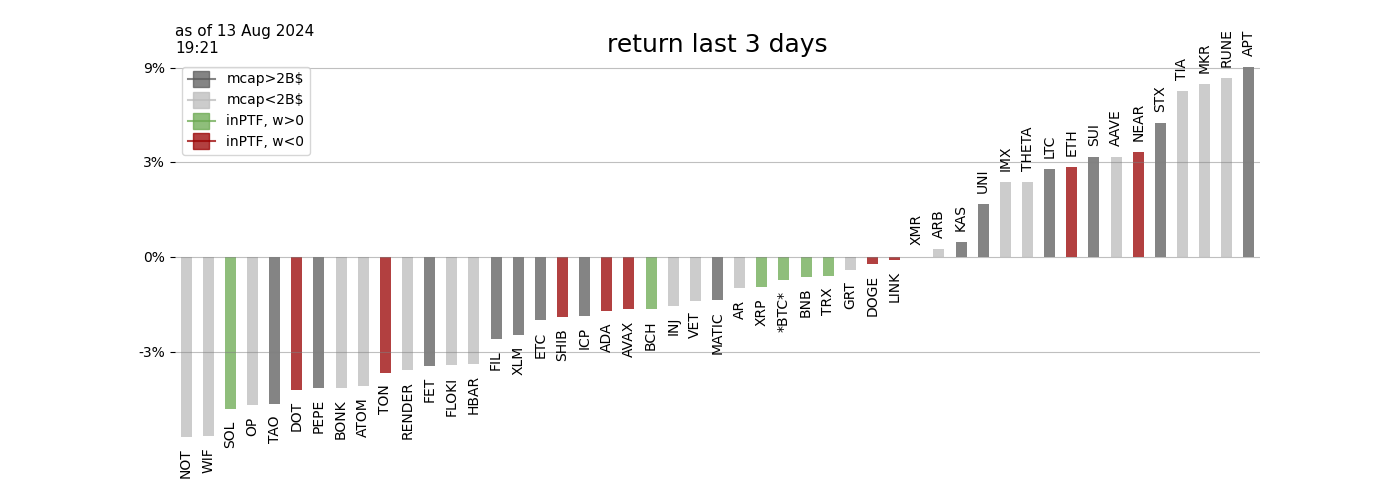 as of 13 Aug 2024
19:21
return last 3 days
9%
3%
0%
-3%
mcap>2B$
mcap<2B$
inPTF, w>0
inPTF, w<0
NOT
WIF
SOL
OP
TAO
DOT
PEPE
BONK
ATOM
TON
RENDER
FET
FLOKI
HBAR
FIL
XLM
ETC
SHIB
ICP
ADA
AVAX
BCH
INJ
VET
MATIC
AR
XRP
*BTC*
BNB
TRX
GRT
DOGE
LINK
XMR
ARB
KAS
UNI
IMX
THETA
LTC
ETH
SUI
AAVE
NEAR
STX
TIA
MKR
RUNE
APT